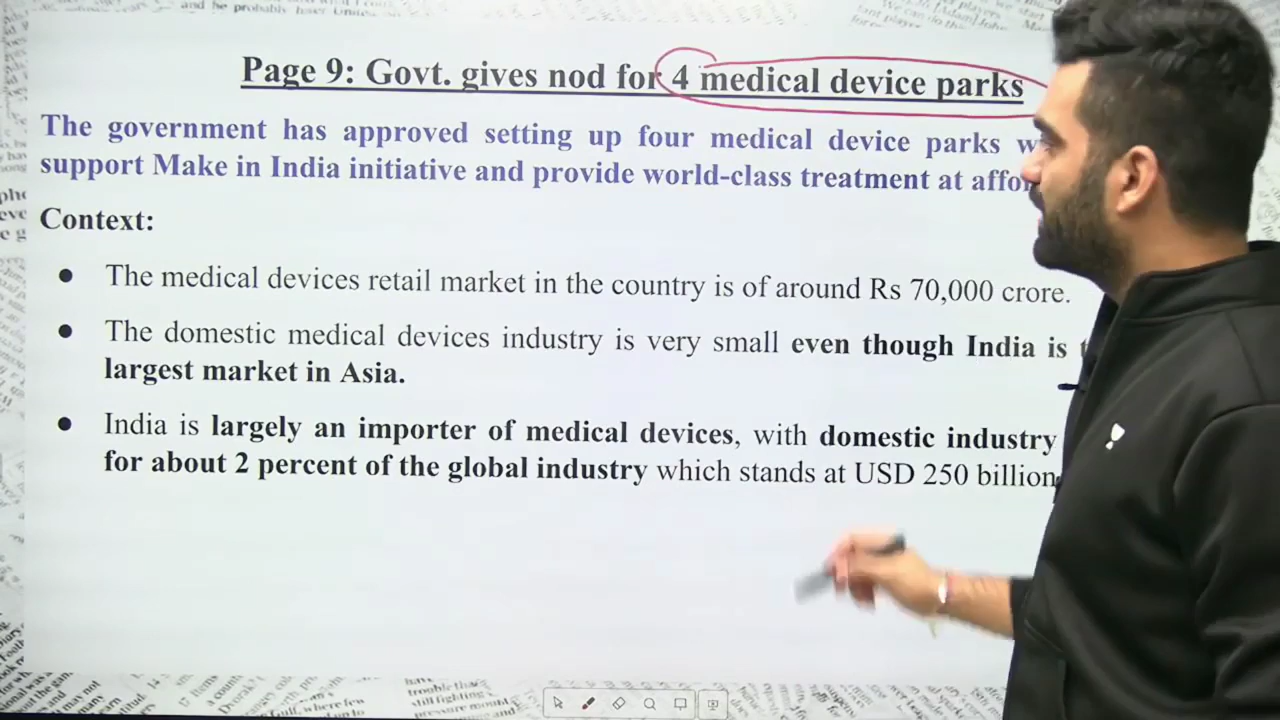 Page 9: Govt. gives nod for 4 medical device parks
The government has approved setting up four medical device parks
support Make in India initiative and provide world-class treatment at
Context:
● The medical devices retail market in the country is of around Rs 70,000 crore.
● The domestic medical devices industry is very small even though India is
largest market in Asia.
● India is largely an importer of medical devices, with domestic industry
for about 2 percent of the global industry which stands at USD 250 billion